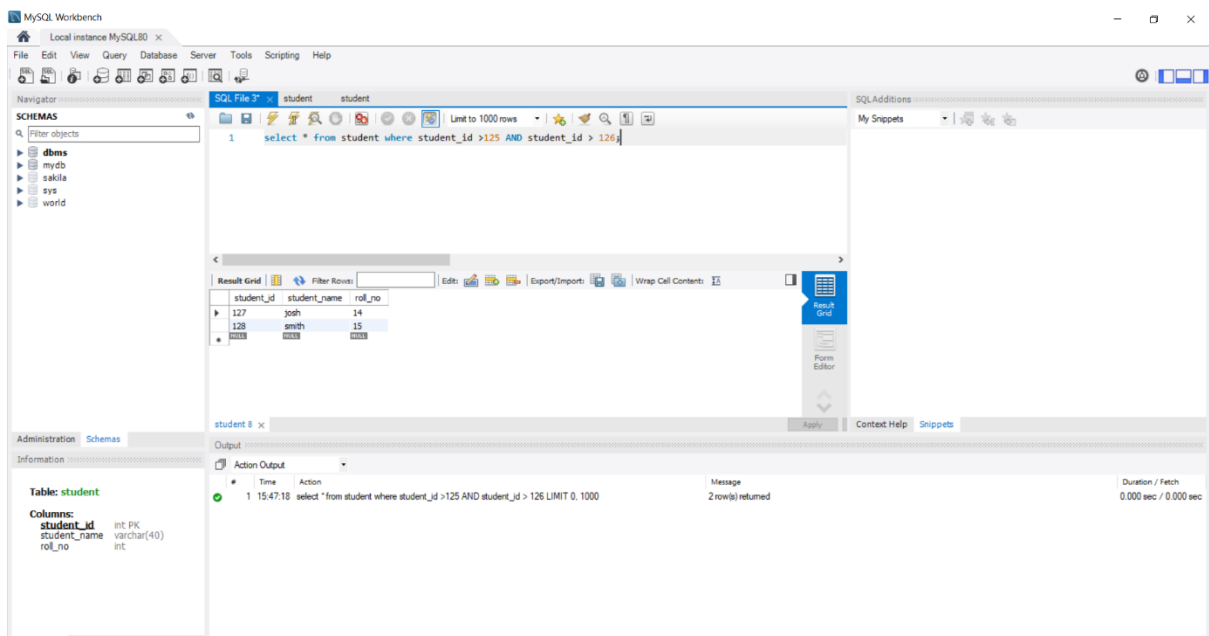 MySQL Workbench
Local instance MySQL80
File Edit View Query Database Server Tools Scripting Help
Navigator
SCHEMAS
Filter objects
dbms
mydb
sakila
sys
world
Administration Schemas
Information
Table: student
Columns:
student_id int PK
student_name varchar(40)
roll_no int
SQL File 3* student student
Limit to 1000 rows
1 select * from student where student_id >125 AND student_id > 126;
Result Grid Filter Rows: Edit: Export/Import: Wrap Cell Content:
student_id student_name roll_no
127 josh 14
128 smith 15
NULL NULL NULL
Result
Grid
Form
Editor
student 8 Apply
Output
Action Output
# Time Action Message Duration / Fetch
1 15:47:18 select * from student where student_id >125 AND student_id > 126 LIMIT 0, 1000 2 row(s) returned 0.000 sec / 0.000 sec
SQLAdditions
My Snippets
Context Help Snippets